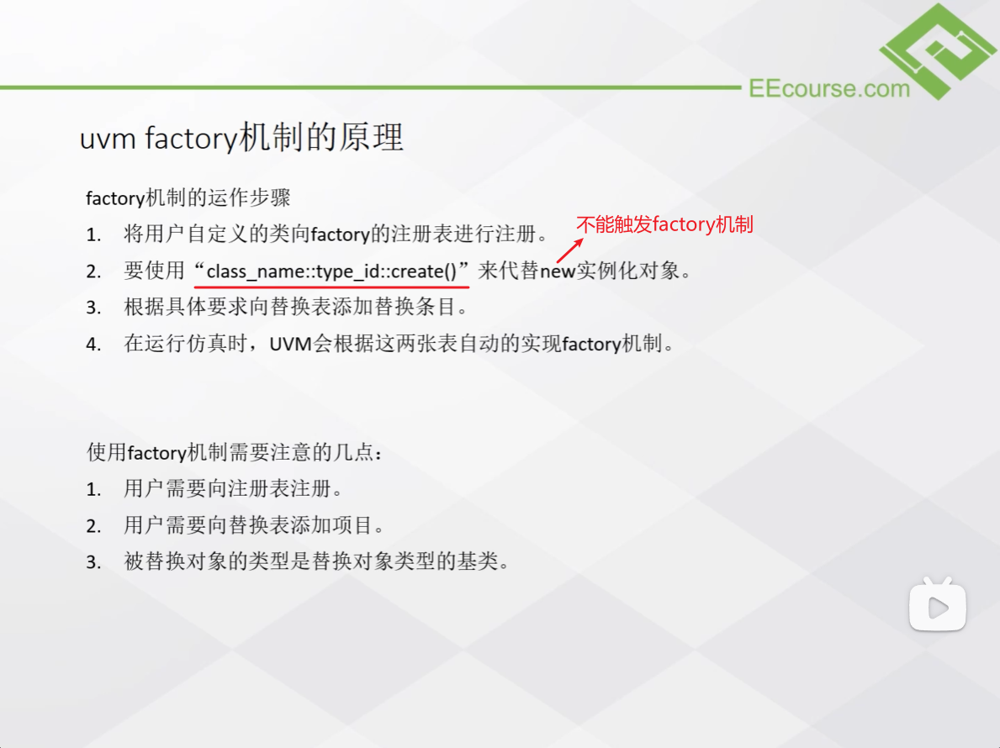 EEcourse.com
uvm factory机制的原理
factory机制的运作步骤
不能触发factory机制
1. 将用户自定义的类向factory的注册表进行注册。
2. 要使用“class_name::type_id::create()”来代替new实例化对象。
3. 根据具体要求向替换表添加替换条目。
4. 在运行仿真时，UVM会根据这两张表自动的实现factory机制。
使用factory机制需要注意的几点：
1. 用户需要向注册表注册。
2. 用户需要向替换表添加项目。
3. 被替换对象的类型是替换对象类型的基类。